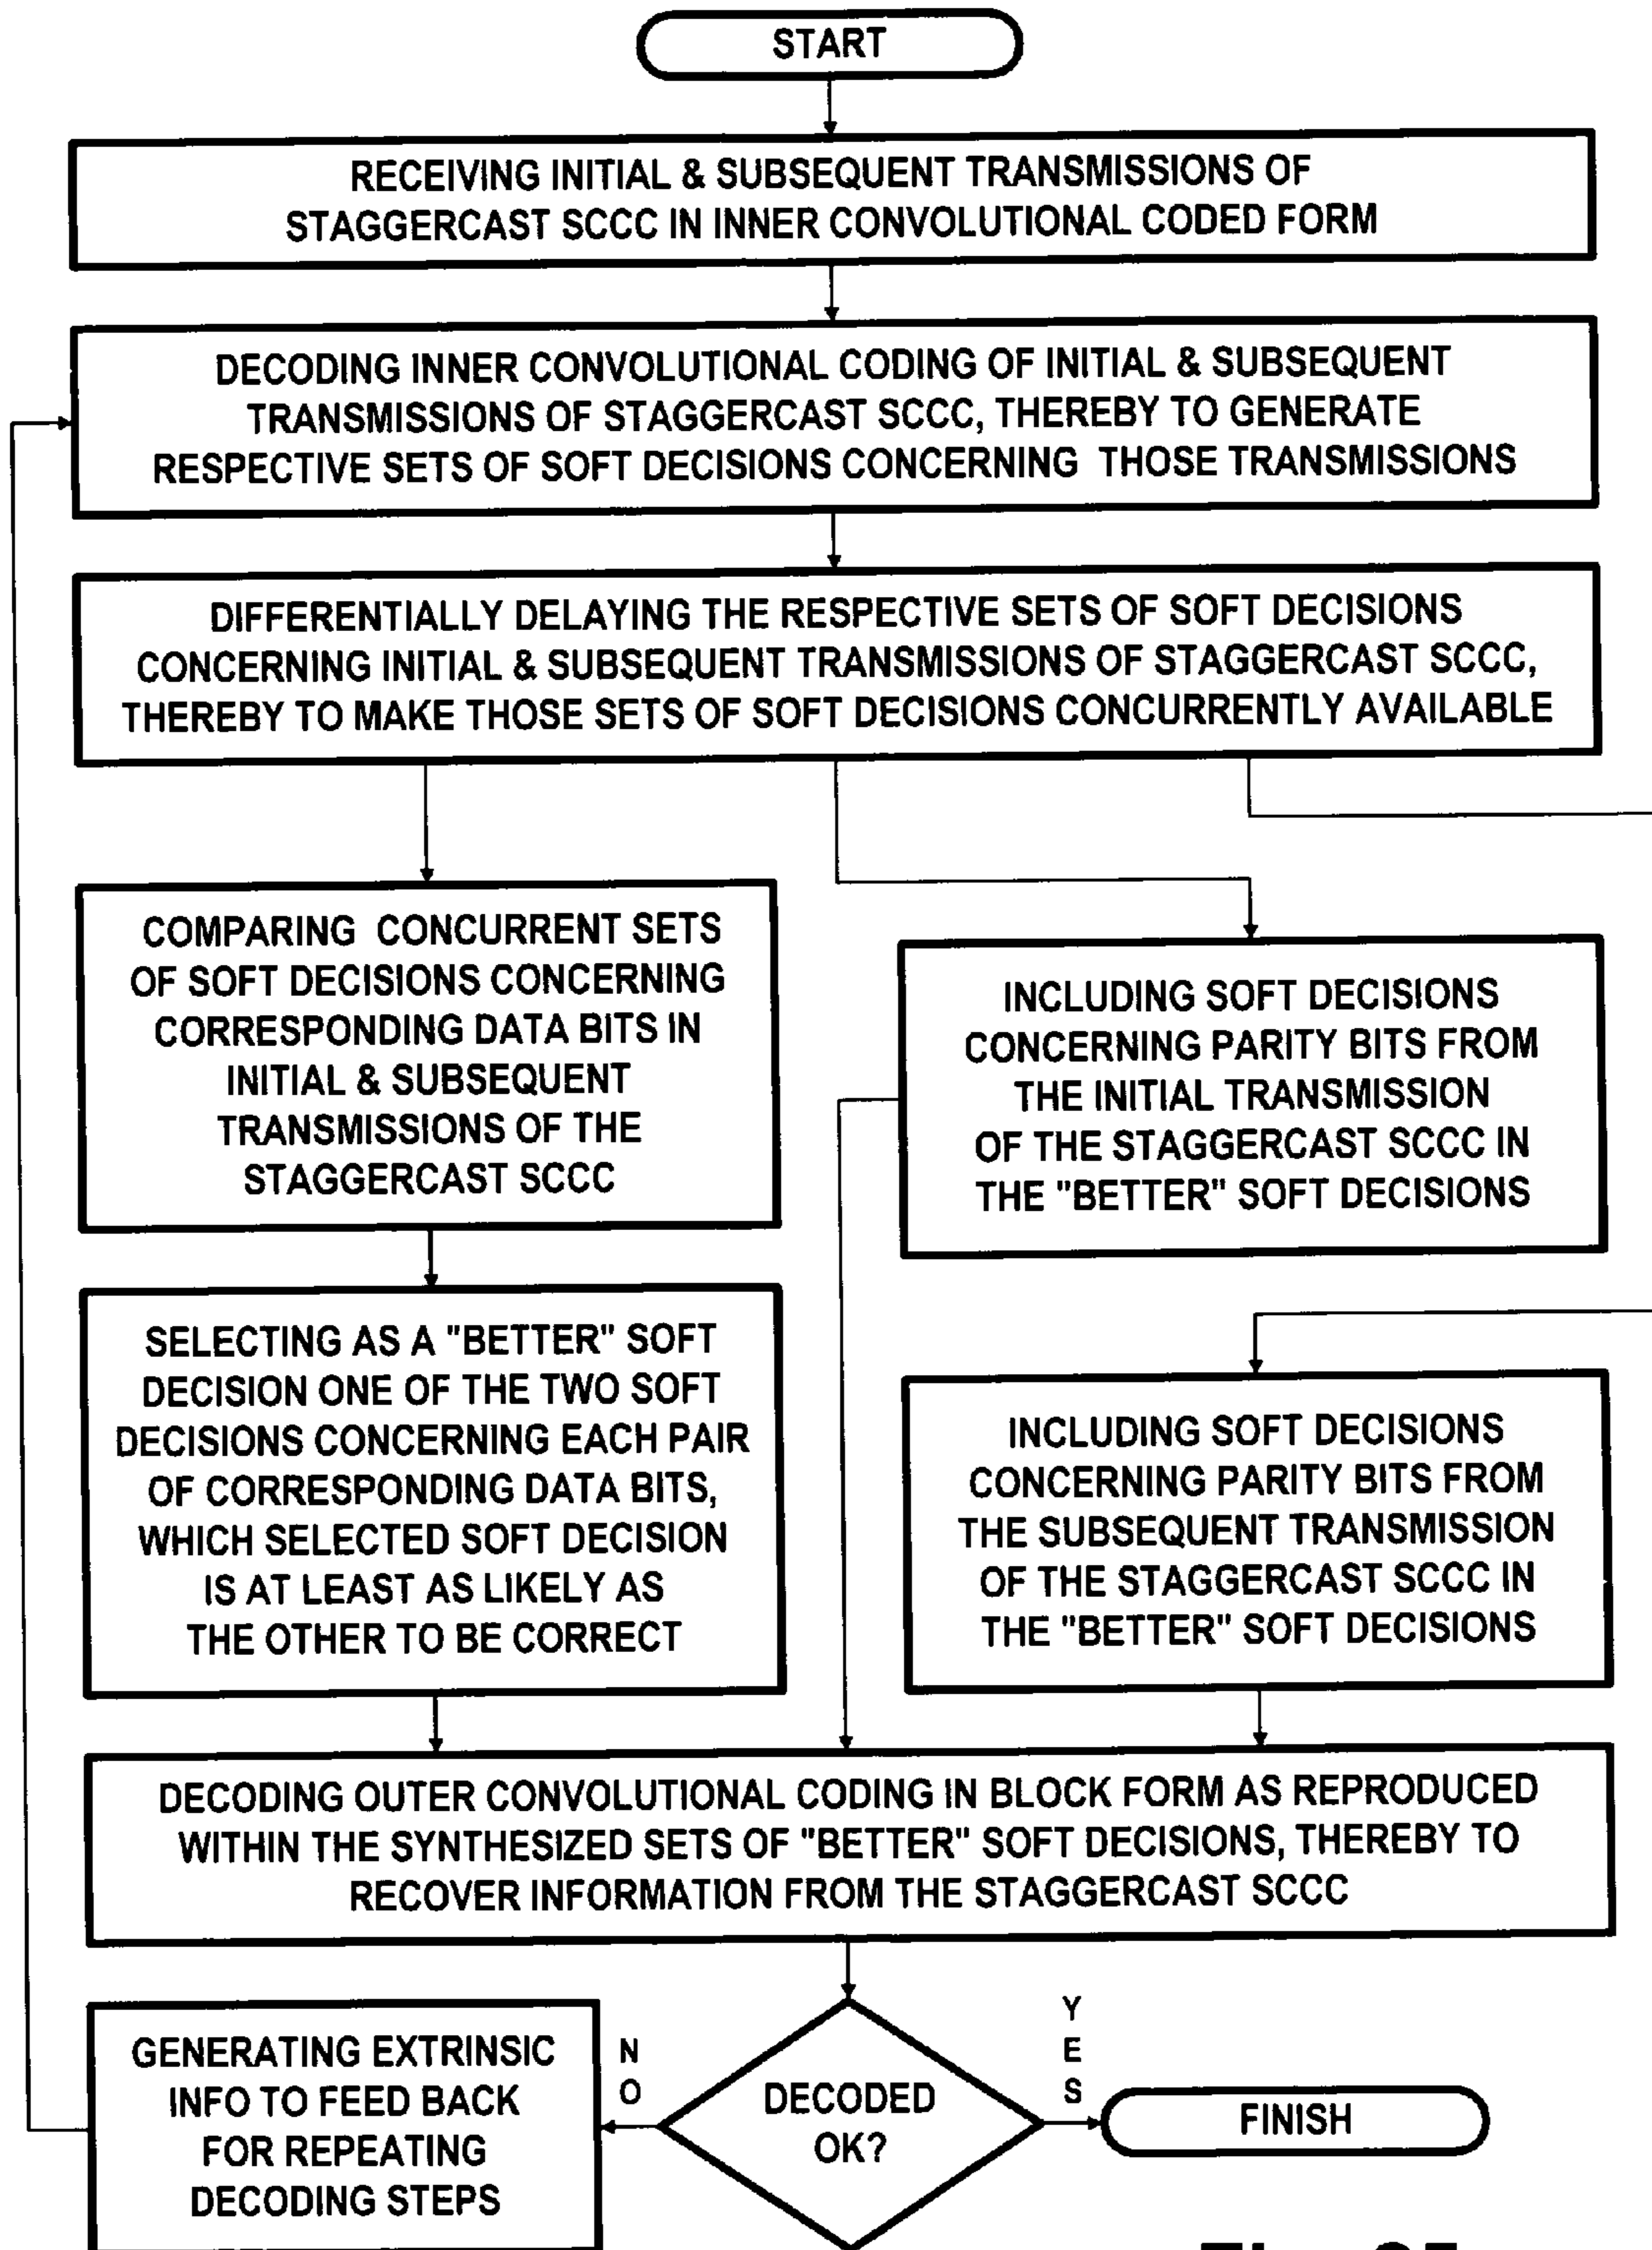 START
RECEIVING INITIAL & SUBSEQUENT TRANSMISSIONS OF
STAGGERCAST SCCC IN INNER CONVOLUTIONAL CODED FORM
DECODING INNER CONVOLUTIONAL CODING OF INITIAL & SUBSEQUENT
TRANSMISSIONS OF STAGGERCAST SCCC, THEREBY TO GENERATE
RESPECTIVE SETS OF SOFT DECISIONS CONCERNING THOSE TRANSMISSIONS
DIFFERENTIALLY DELAYING THE RESPECTIVE SETS OF SOFT DECISIONS
CONCERNING INITIAL & SUBSEQUENT TRANSMISSIONS OF STAGGERCAST SCCC,
THEREBY TO MAKE THOSE SETS OF SOFT DECISIONS CONCURRENTLY AVAILABLE
COMPARING CONCURRENT SETS
OF SOFT DECISIONS CONCERNING
CORRESPONDING DATA BITS IN
INITIAL & SUBSEQUENT
TRANSMISSIONS OF THE
STAGGERCAST SCCC
INCLUDING SOFT DECISIONS
CONCERNING PARITY BITS FROM
THE INITIAL TRANSMISSION
OF THE STAGGERCAST SCCC IN
THE "BETTER" SOFT DECISIONS
SELECTING AS A "BETTER" SOFT
DECISION ONE OF THE TWO SOFT
DECISIONS CONCERNING EACH PAIR
OF CORRESPONDING DATA BITS,
WHICH SELECTED SOFT DECISION
IS AT LEAST AS LIKELY AS
THE OTHER TO BE CORRECT
INCLUDING SOFT DECISIONS
CONCERNING PARITY BITS FROM
THE SUBSEQUENT TRANSMISSION
OF THE STAGGERCAST SCCC IN
THE "BETTER" SOFT DECISIONS
DECODING OUTER CONVOLUTIONAL CODING IN BLOCK FORM AS REPRODUCED
WITHIN THE SYNTHESIZED SETS OF "BETTER" SOFT DECISIONS, THEREBY TO
RECOVER INFORMATION FROM THE STAGGERCAST SCCC
GENERATING EXTRINSIC
INFO TO FEED BACK
FOR REPEATING
DECODING STEPS
NO
DECODED
OK?
YES
FINISH